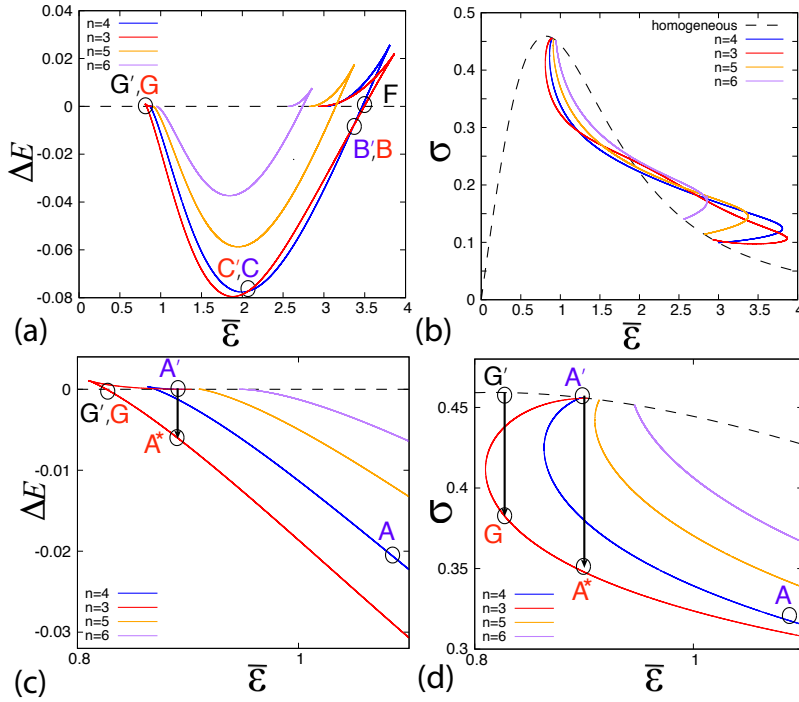 n=4
n=3
n=5
n=6
0.04
0.02
0
-0.02
-0.04
-0.06
-0.08
ΔE
G′,G
F
B′,B
C′,C
0 0.5 1 1.5 2 2.5 3 3.5 4
ε̅
(a)
homogeneous
n=4
n=3
n=5
n=6
0.5
0.4
0.3
0.2
0.1
0
σ
0 0.5 1 1.5 2 2.5 3 3.5 4
ε̅
(b)
0
-0.01
-0.02
-0.03
ΔE
A′
G′,G
A*
A
n=4
n=3
n=5
n=6
0.8 1
ε̅
(c)
0.45
0.4
0.35
0.3
σ
G′
A′
G
A*
A
n=4
n=3
n=5
n=6
0.8 1
ε̅
(d)